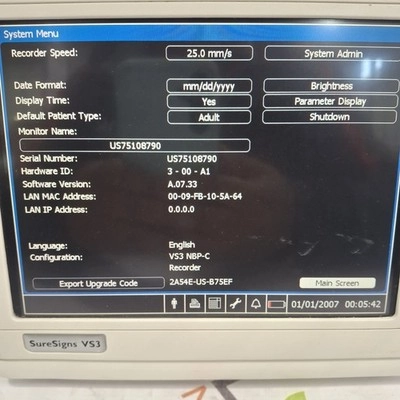 System Menu
Recorder Speed: 25.0 mm/s System Admin
Date Format: mm/dd/yyyy Brightness
Display Time: Yes Parameter Display
Default Patient Type: Adult Shutdown
Monitor Name:
US75108790
Serial Number: US75108790
Hardware ID: 3 - 00 - A1
Software Version: A.07.33
LAN MAC Address: 00-09-FB-10-5A-64
LAN IP Address: 0.0.0.0
Language: English
Configuration: VS3 NBP-C
Recorder
Export Upgrade Code 2A54E-US-B75EF Main Screen
01/01/2007 00:05:42
SureSigns VS3